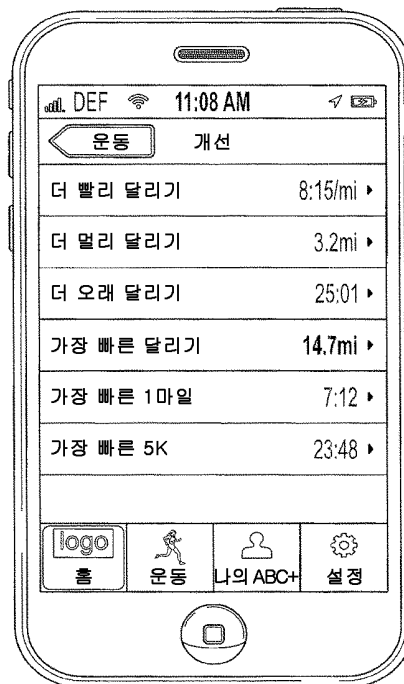 DEF 11:08 AM
운동 개선
더 빨리 달리기 8:15/mi
더 멀리 달리기 3.2mi
더 오래 달리기 25:01
가장 빠른 달리기 14.7mi
가장 빠른 1마일 7:12
가장 빠른 5K 23:48
logo
홈 운동 나의 ABC+ 설정